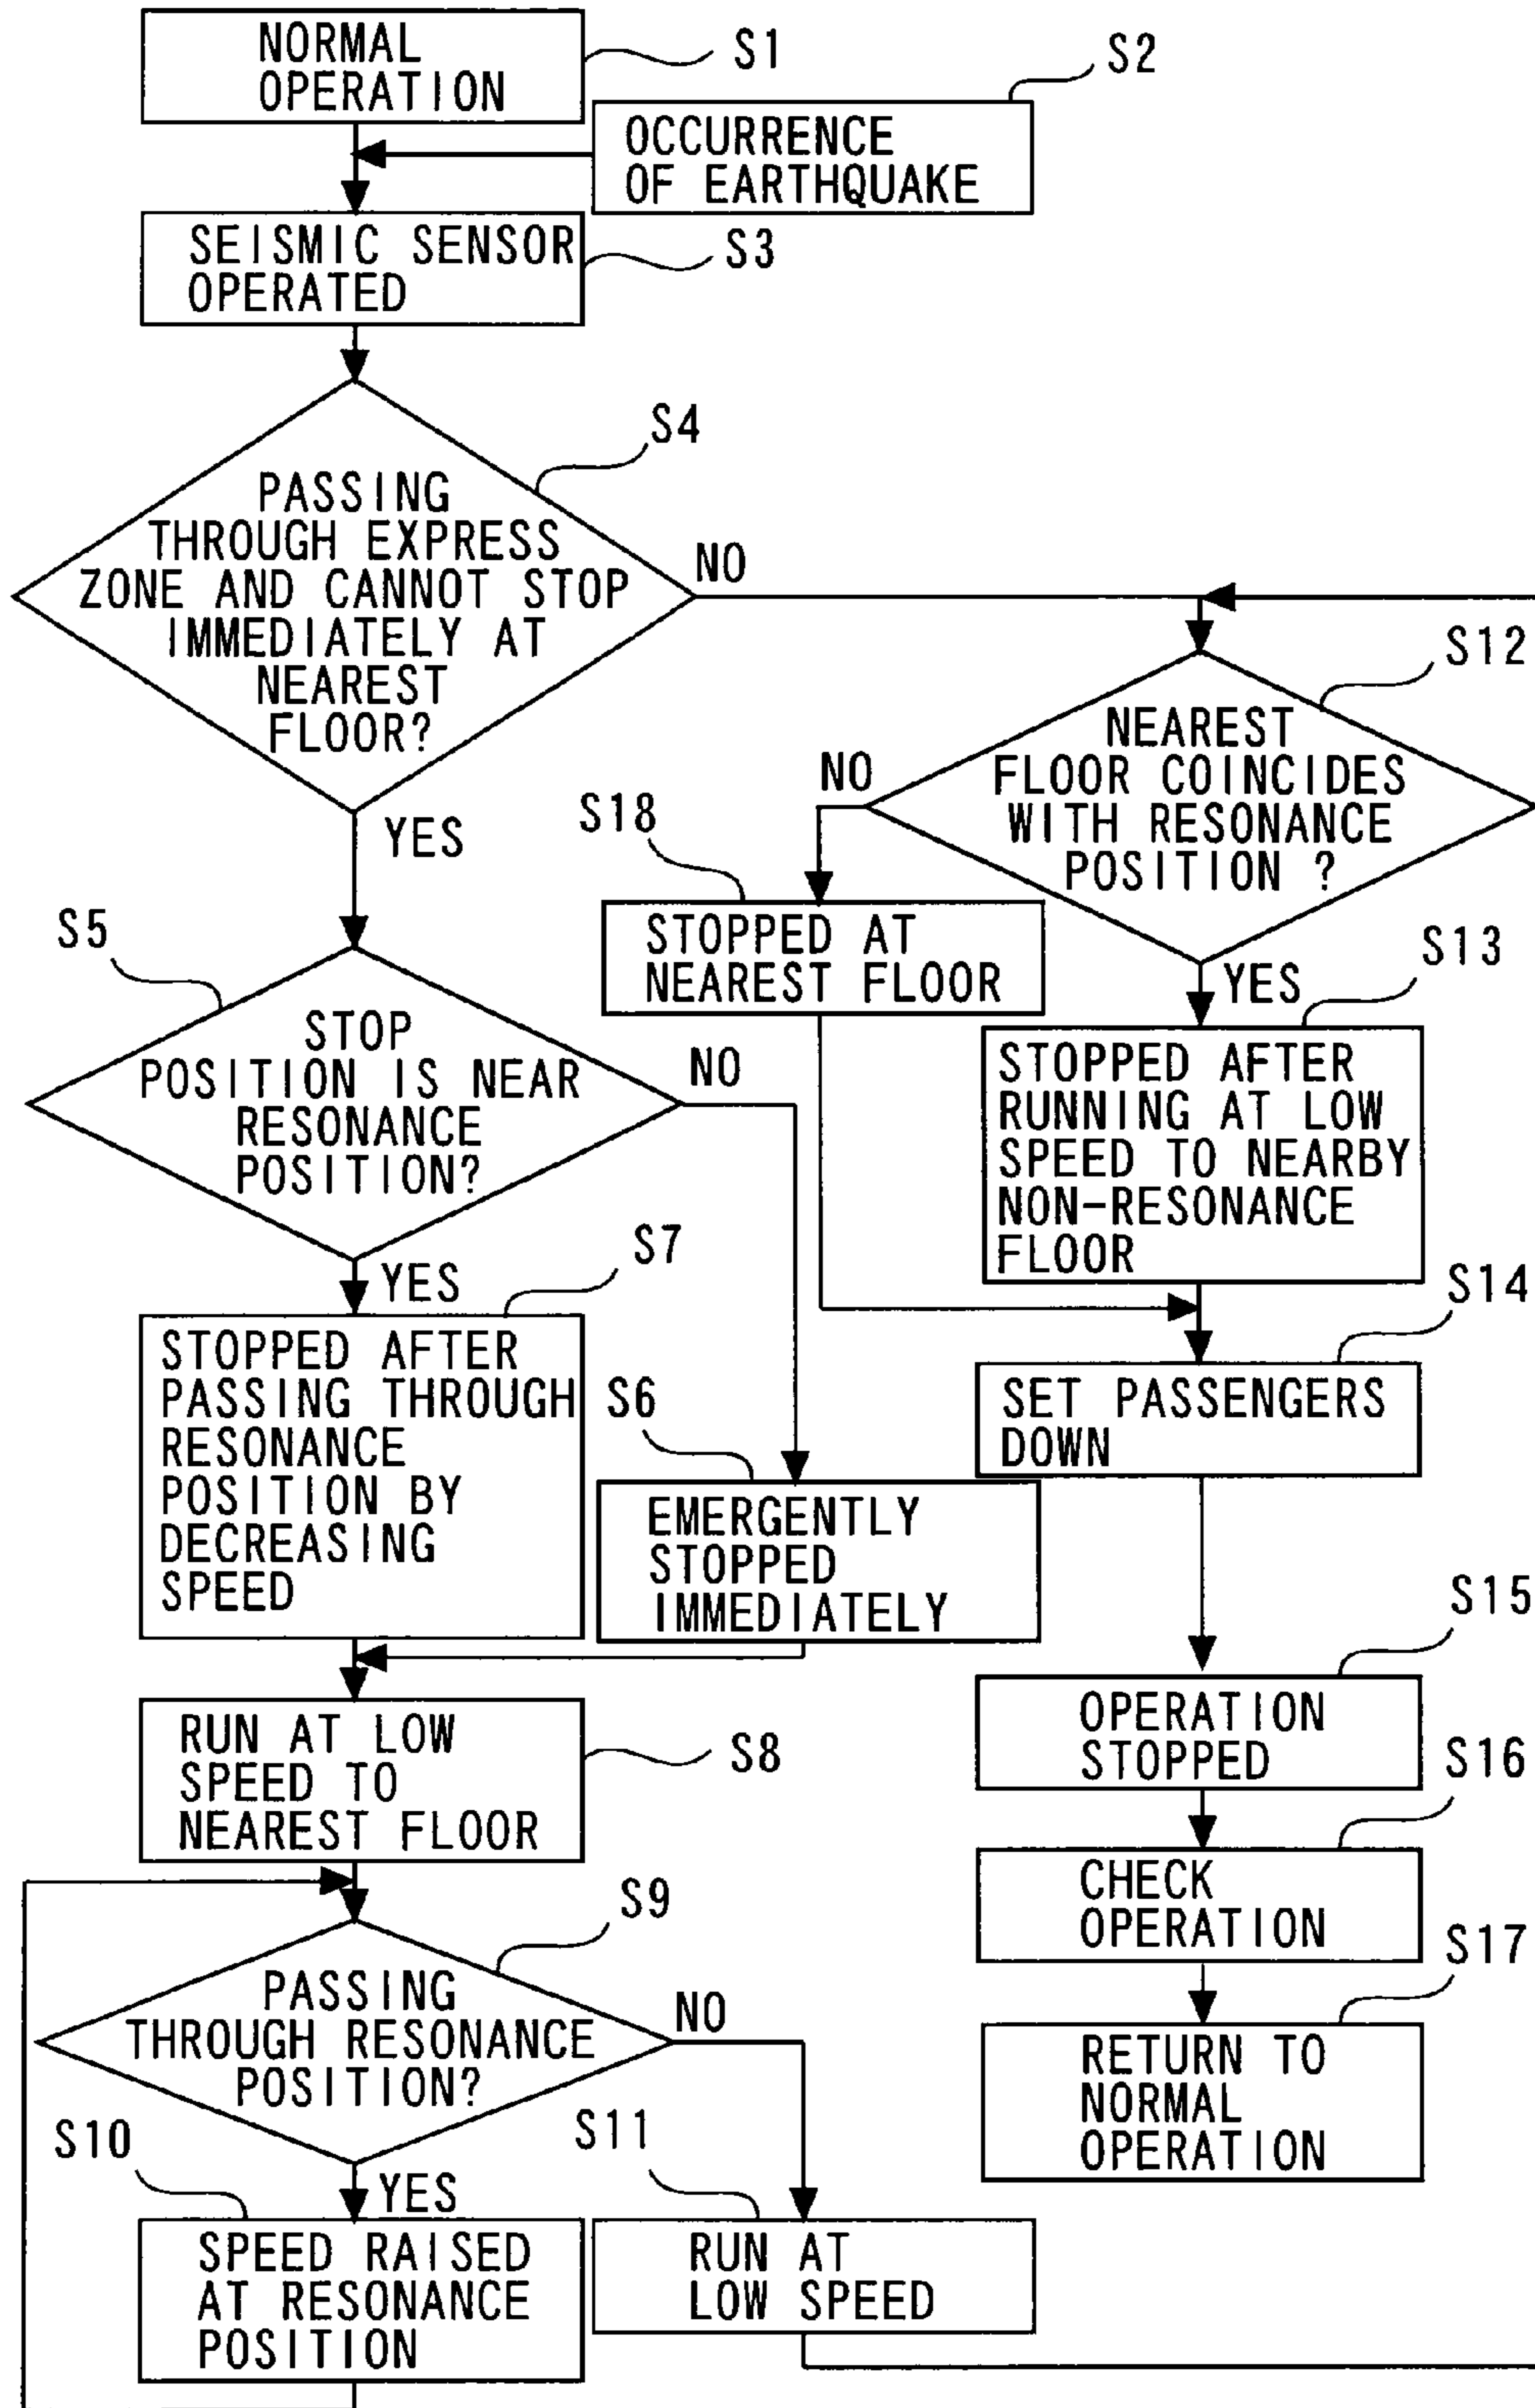 NORMAL
OPERATION
S1
OCCURRENCE
OF EARTHQUAKE
S2
SEISMIC SENSOR
OPERATED
S3
PASSING
THROUGH EXPRESS
ZONE AND CANNOT STOP
IMMEDIATELY AT
NEAREST
FLOOR?
S4
NO
YES
STOP
POSITION IS NEAR
RESONANCE
POSITION?
S5
NO
YES
EMERGENTLY
STOPPED
IMMEDIATELY
S6
STOPPED AFTER
PASSING THROUGH
RESONANCE
POSITION BY
DECREASING
SPEED
S7
RUN AT LOW
SPEED TO
NEAREST FLOOR
S8
PASSING
THROUGH RESONANCE
POSITION?
S9
NO
YES
SPEED RAISED
AT RESONANCE
POSITION
S10
RUN AT
LOW SPEED
S11
NEAREST
FLOOR COINCIDES
WITH RESONANCE
POSITION ?
S12
NO
YES
STOPPED AT
NEAREST FLOOR
S18
STOPPED AFTER
RUNNING AT LOW
SPEED TO NEARBY
NON-RESONANCE
FLOOR
S13
SET PASSENGERS
DOWN
S14
OPERATION
STOPPED
S15
CHECK
OPERATION
S16
RETURN TO
NORMAL
OPERATION
S17